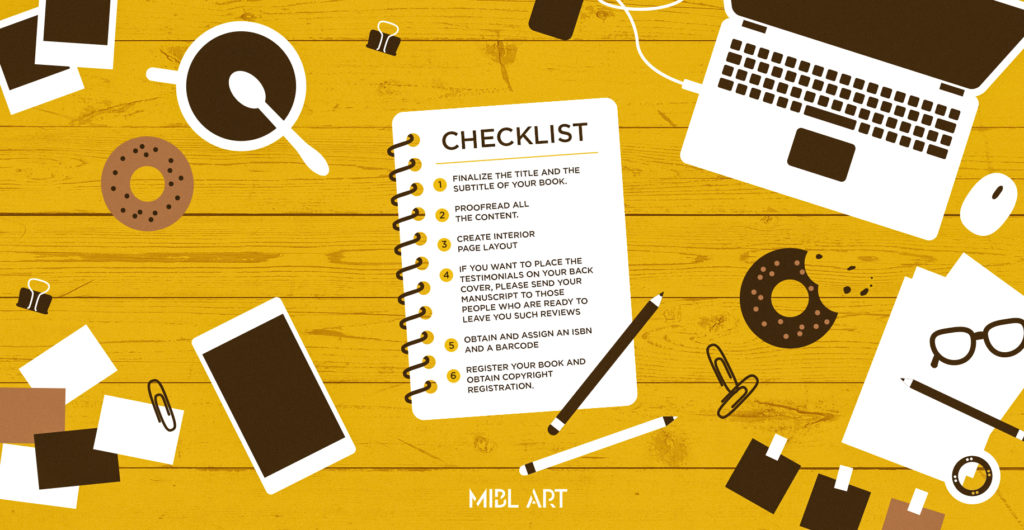 CHECKLIST
1 FINALIZE THE TITLE AND THE
SUBTITLE OF YOUR BOOK.
2 PROOFREAD ALL
THE CONTENT.
3 CREATE INTERIOR
PAGE LAYOUT
4 IF YOU WANT TO PLACE THE
TESTIMONIALS ON YOUR BACK
COVER, PLEASE SEND YOUR
MANUSCRIPT TO THOSE
PEOPLE WHO ARE READY TO
LEAVE YOU SUCH REVIEWS
5 OBTAIN AND ASSIGN AN ISBN
AND A BARCODE
6 REGISTER YOUR BOOK AND
OBTAIN COPYRIGHT
REGISTRATION.
MIBL ART